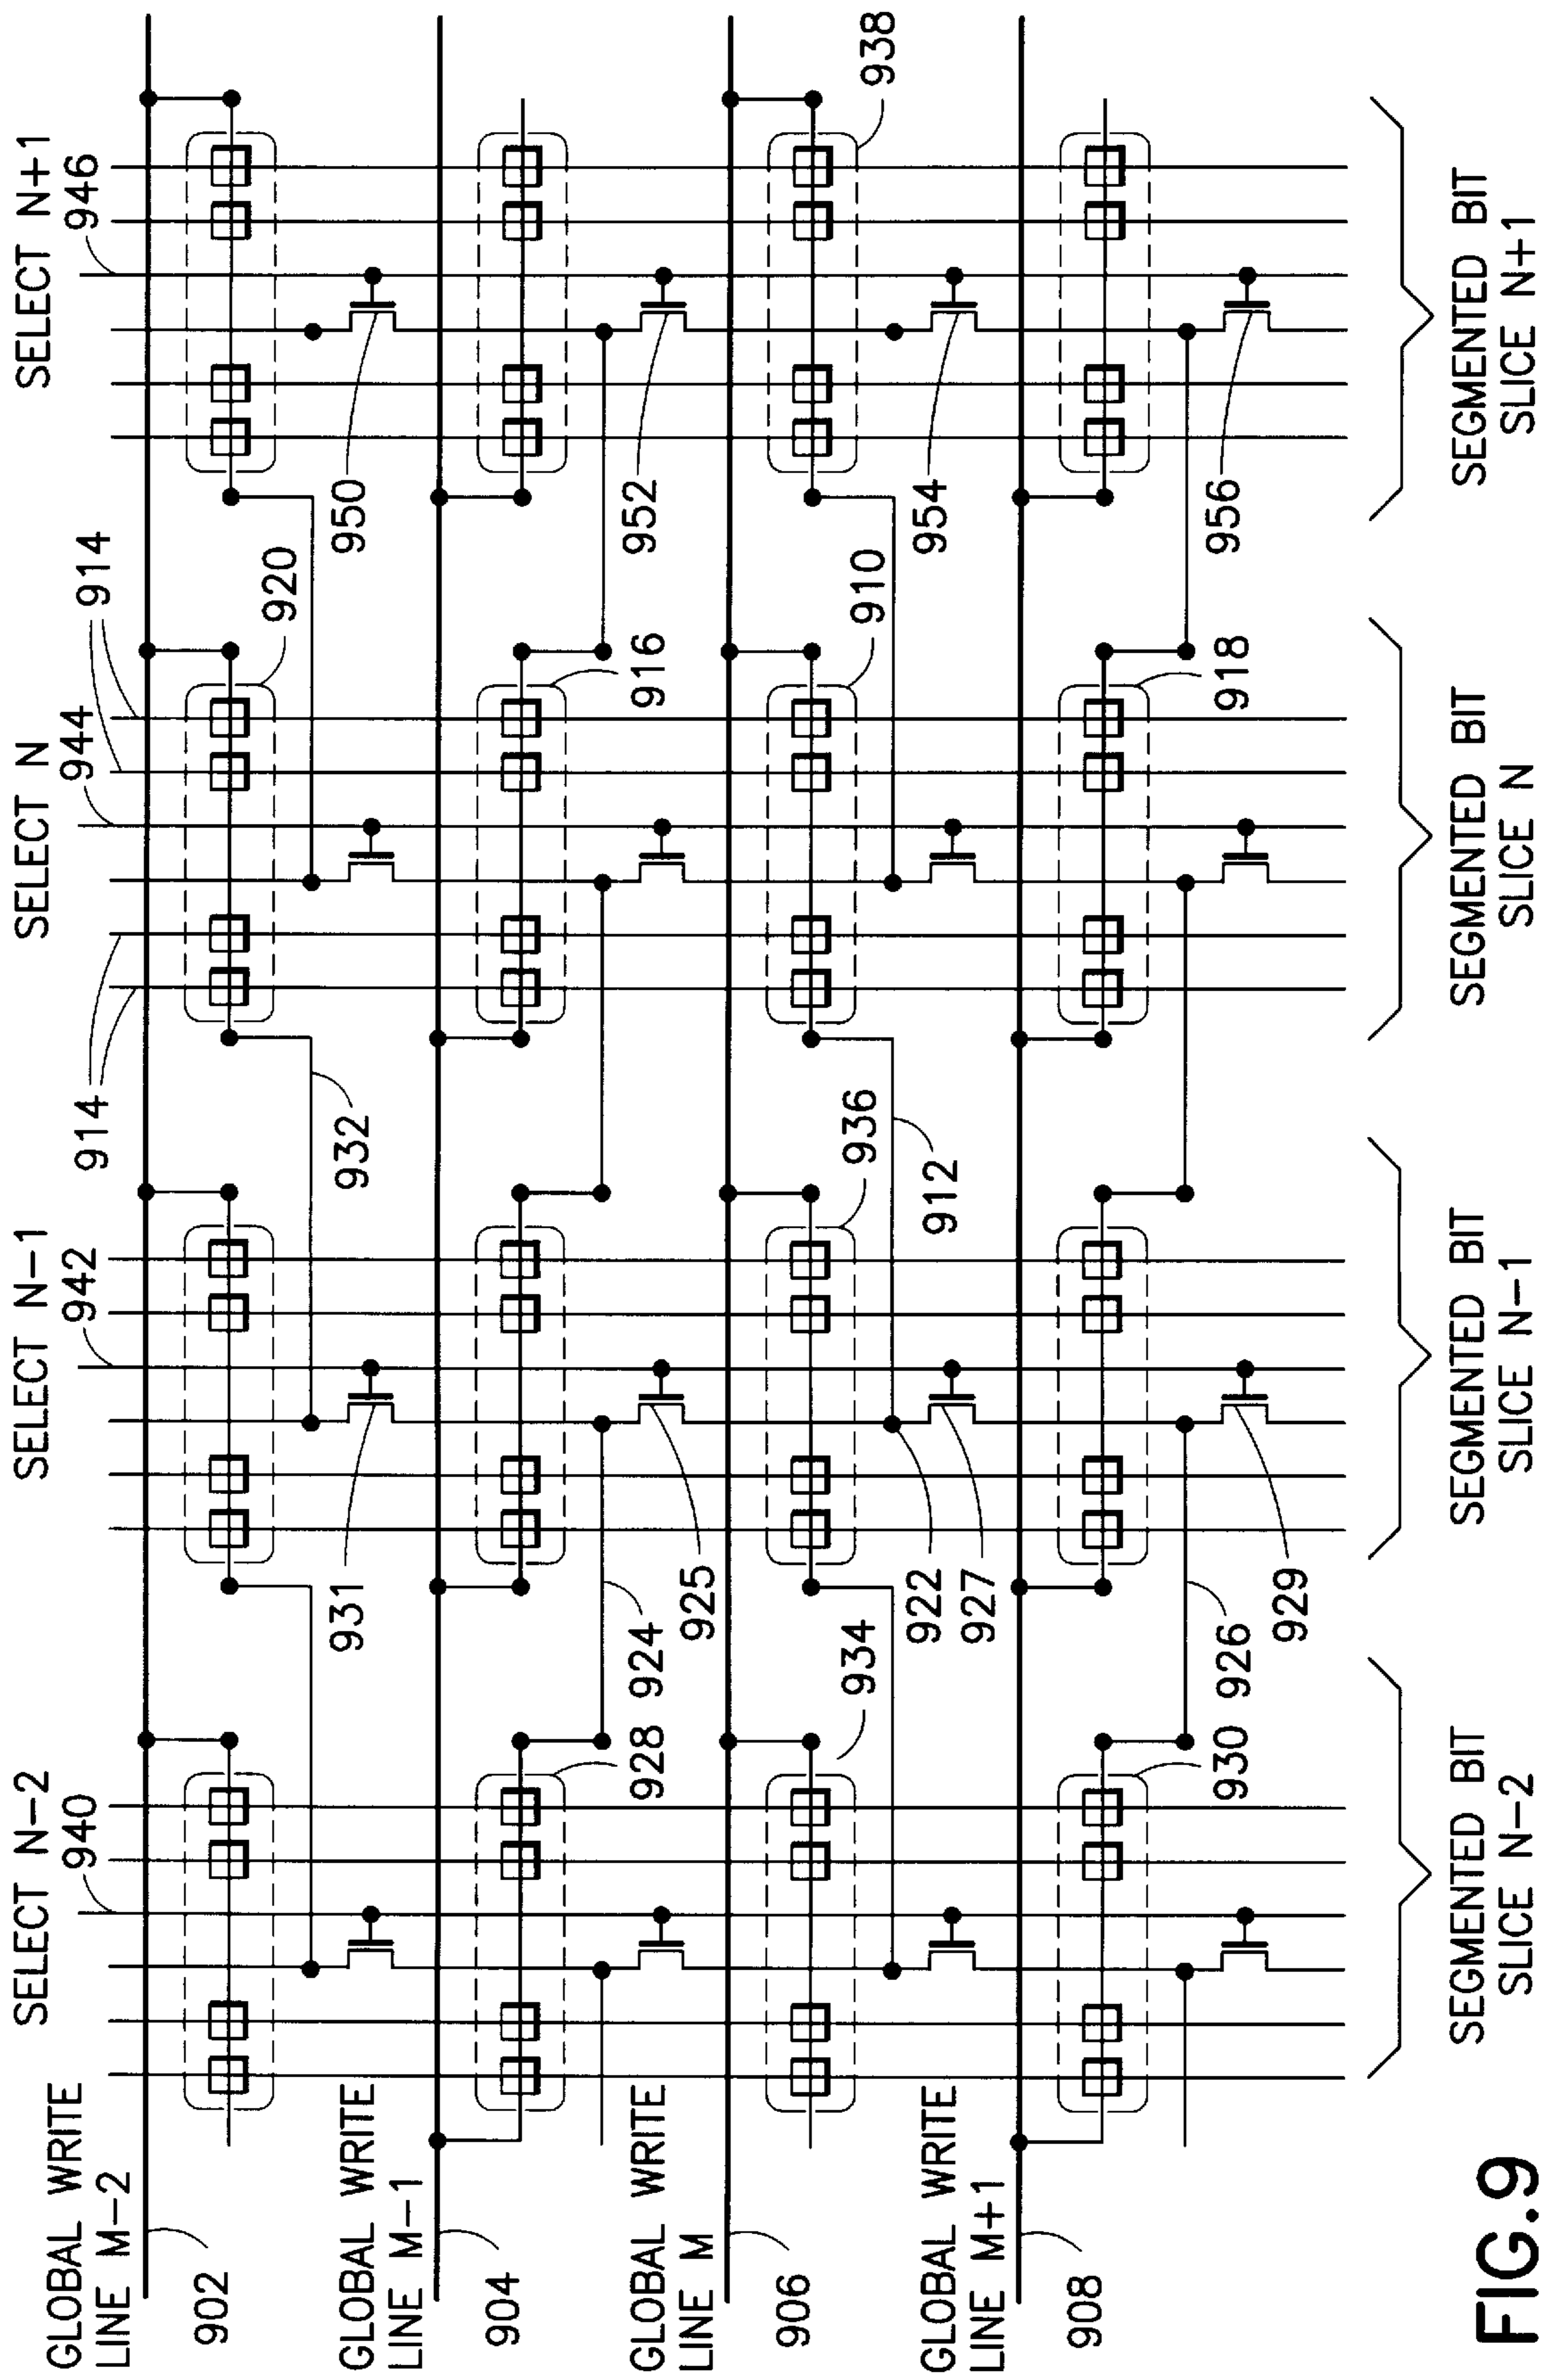 SELECT N-2
940
SELECT N-1
942
SELECT N
944
SELECT N+1
946
914
914
GLOBAL WRITE
LINE M-2
902
932
920
931
950
GLOBAL WRITE
LINE M-1
904
928
924
925
916
952
GLOBAL WRITE
LINE M
906
934
936
910
938
922
927
912
954
GLOBAL WRITE
LINE M+1
908
930
926
929
918
956
SEGMENTED BIT
SLICE N-2
SEGMENTED BIT
SLICE N-1
SEGMENTED BIT
SLICE N
SEGMENTED BIT
SLICE N+1
FIG.9